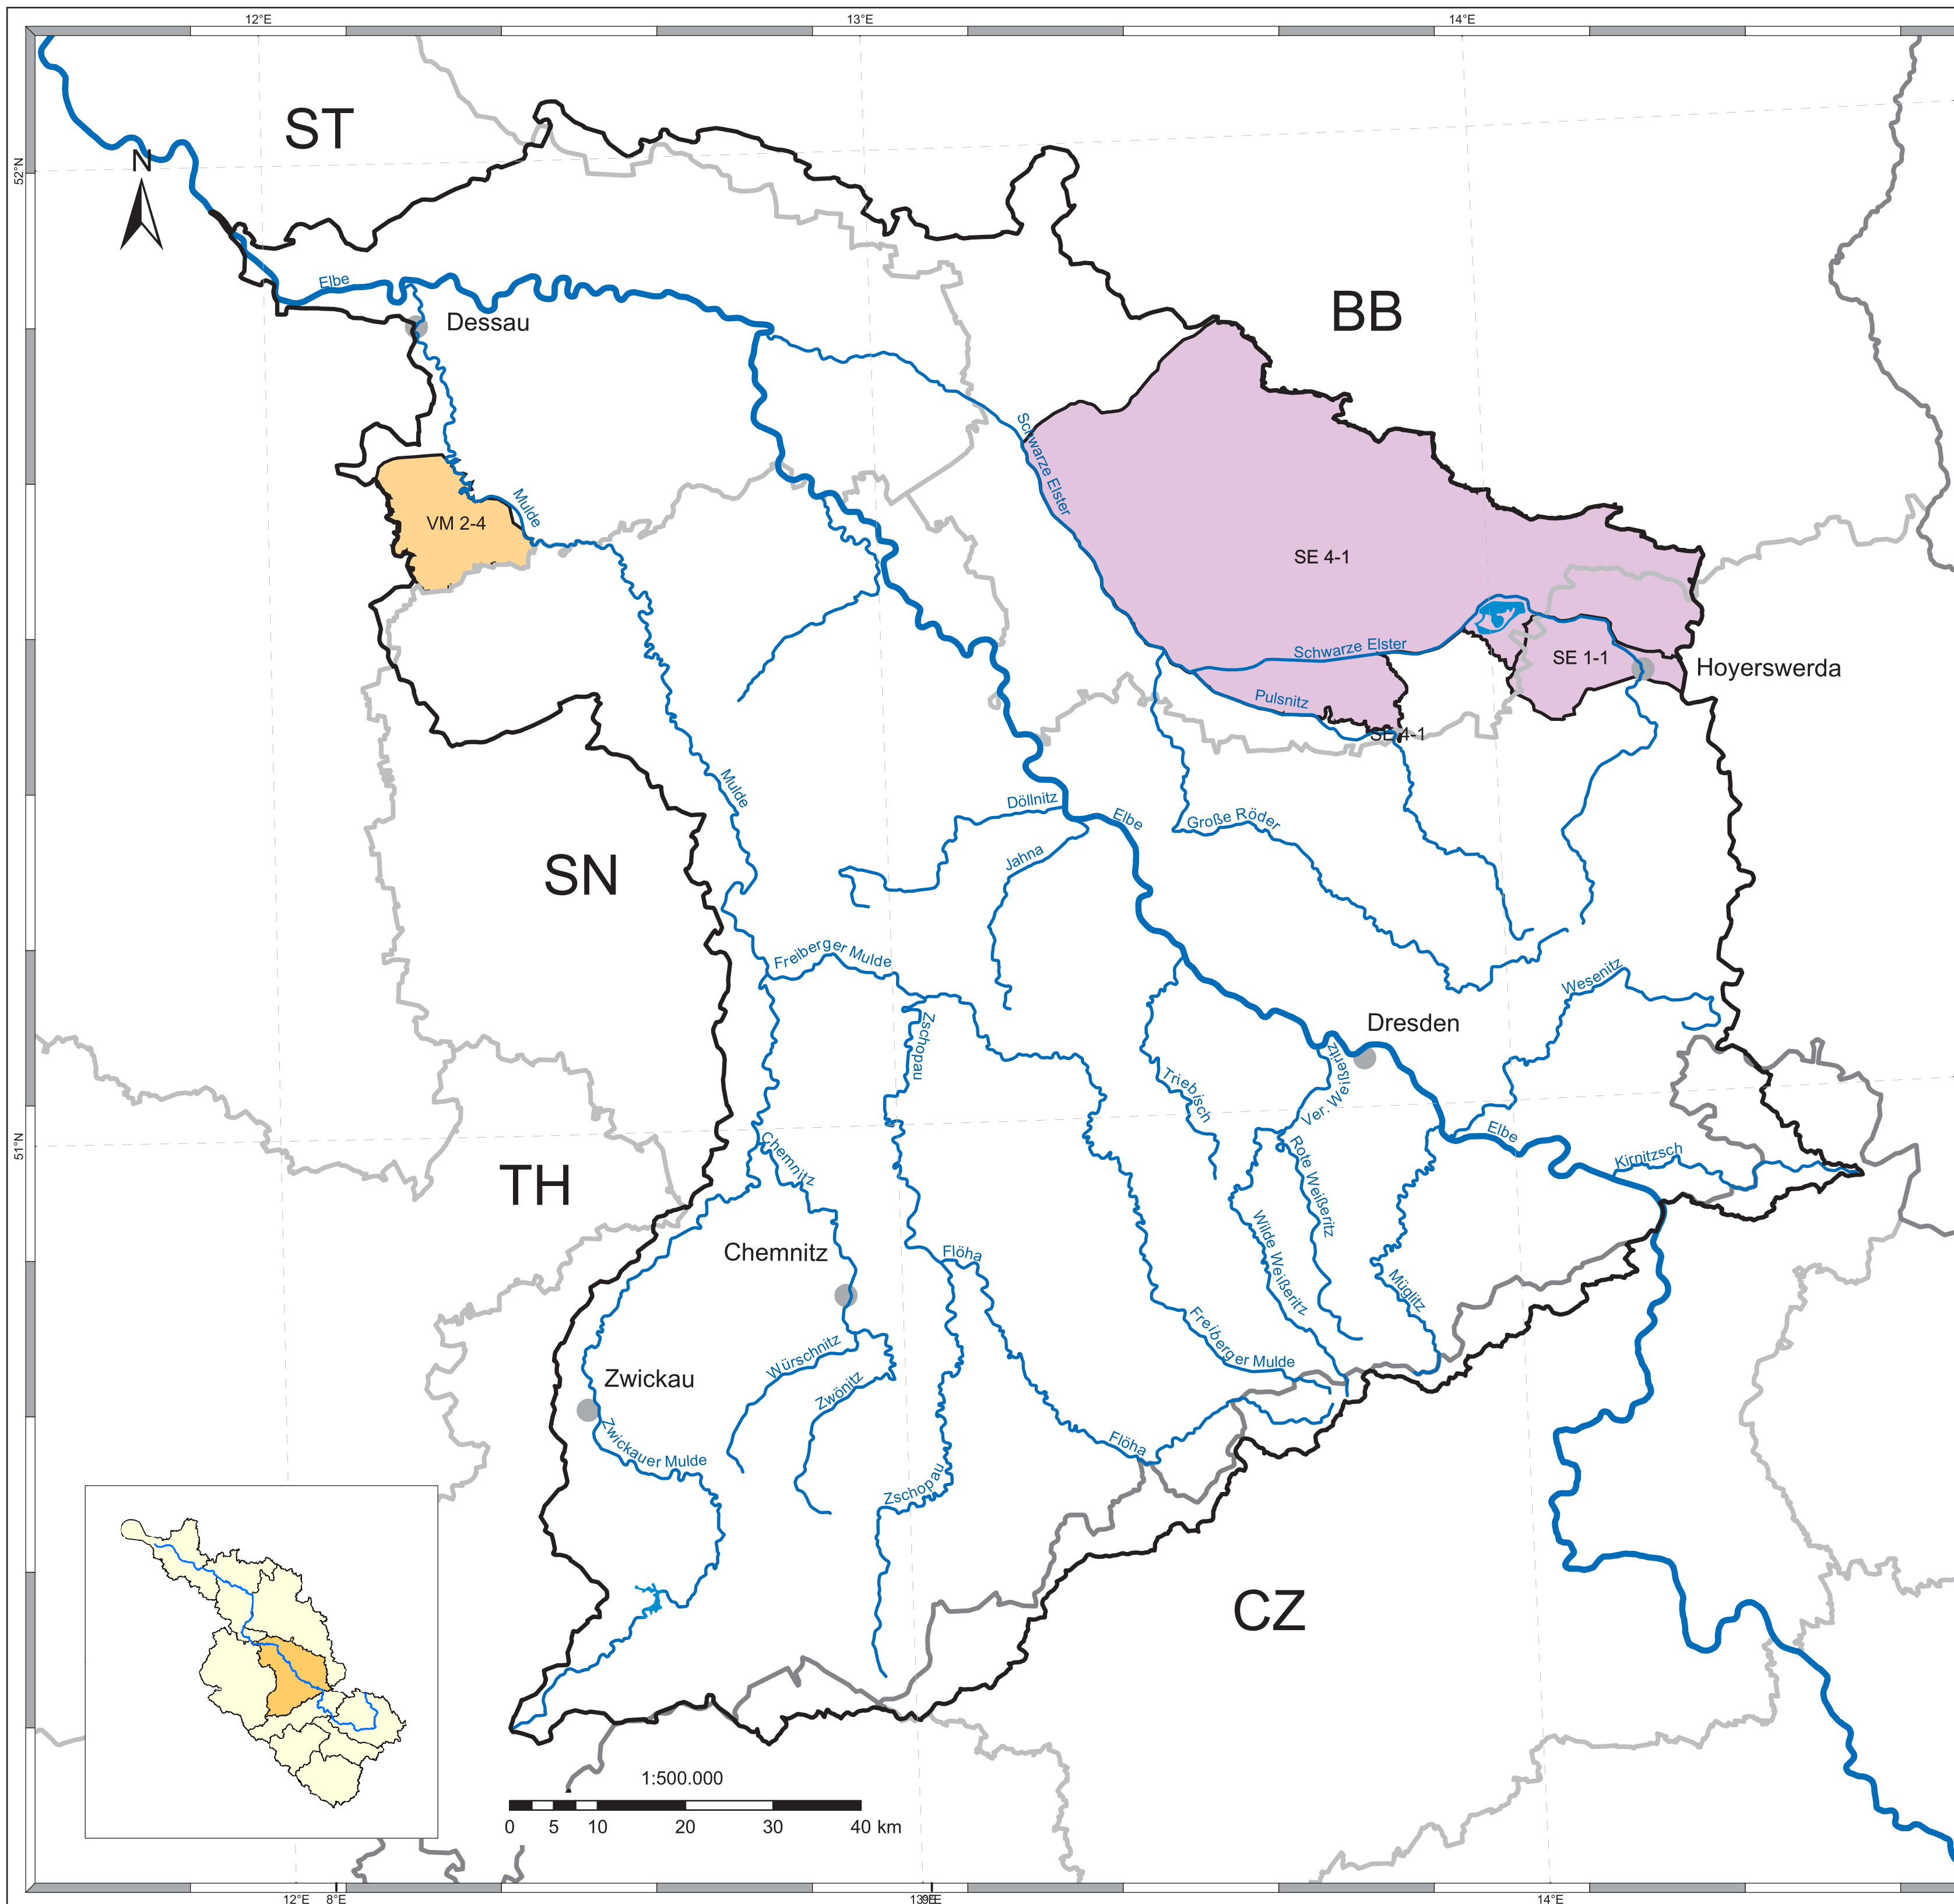 12°E
13°E
14°E
ST
52°N
N
BB
Elbe
Dessau
Schwarze Elster
Mulde
VM 2-4
SE 4-1
Schwarze Elster
SE 1-1
Hoyerswerda
Pulsnitz
SE 4-1
Mulde
Döllnitz
Elbe
Große Röder
Jahna
SN
Freiberger Mulde
Wesenitz
Zschopau
Dresden
Triebisch
Ver. Weißeritz
51°N
Chemnitz
Elbe
Kirnitzsch
Rote Weißeritz
TH
Wilde Weißeritz
Chemnitz
Flöha
Müglitz
Freiberger Mulde
Würschnitz
Zwickau
Zwönitz
Zwickauer Mulde
Flöha
Zschopau
CZ
1:500.000
0 5 10 20 30 40 km
12°E 8°E
13°E
9°E
14°E